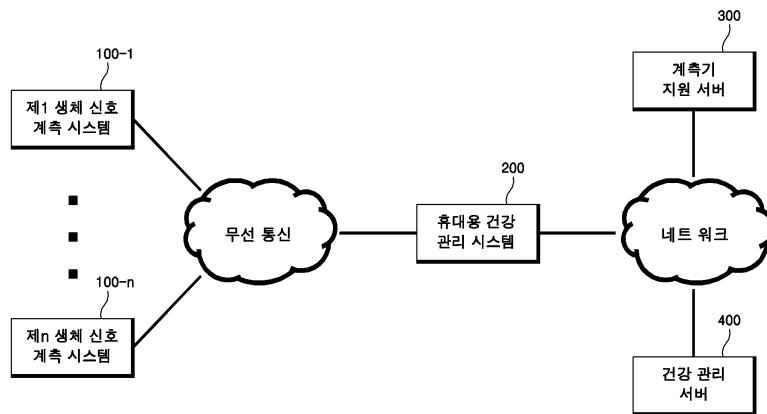 100-1
제1 생체 신호
계측 시스템
100-n
제n 생체 신호
계측 시스템
무선 통신
200
휴대용 건강
관리 시스템
300
계측기
지원 서버
네트 워크
400
건강 관리
서버